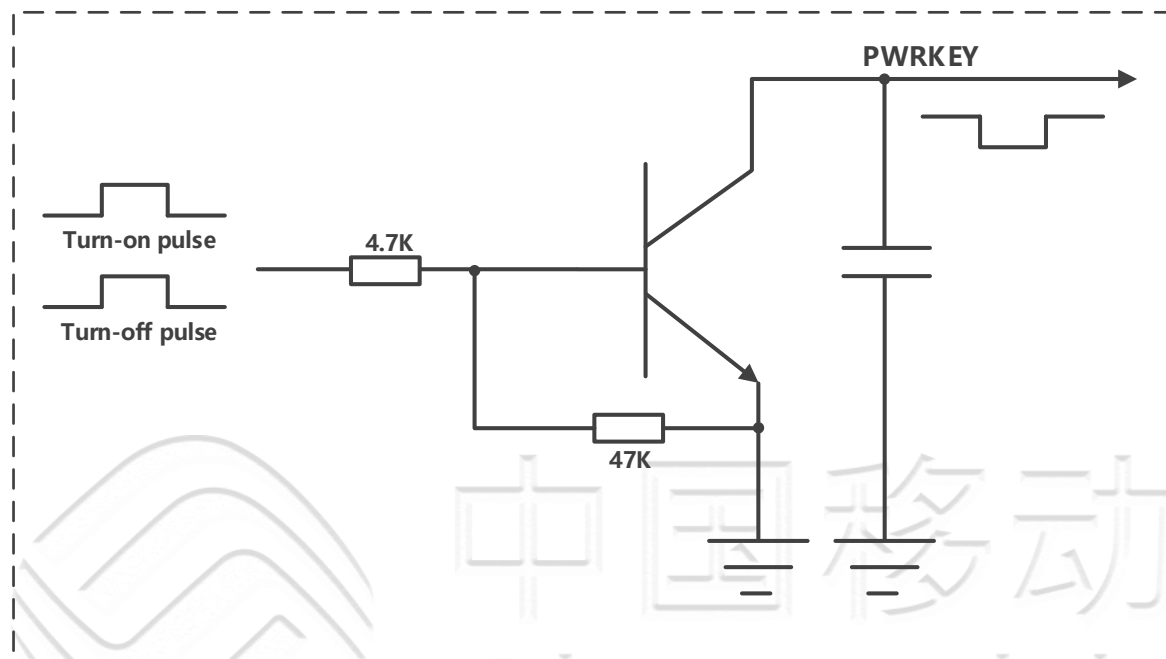 PWRKEY
Turn-on pulse
4.7K
Turn-off pulse
47K
中国移动